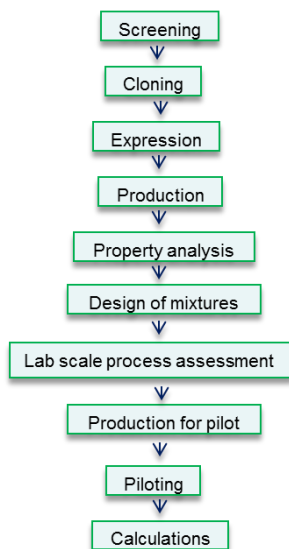 Screening
Cloning
Expression
Production
Property analysis
Design of mixtures
Lab scale process assessment
Production for pilot
Piloting
Calculations